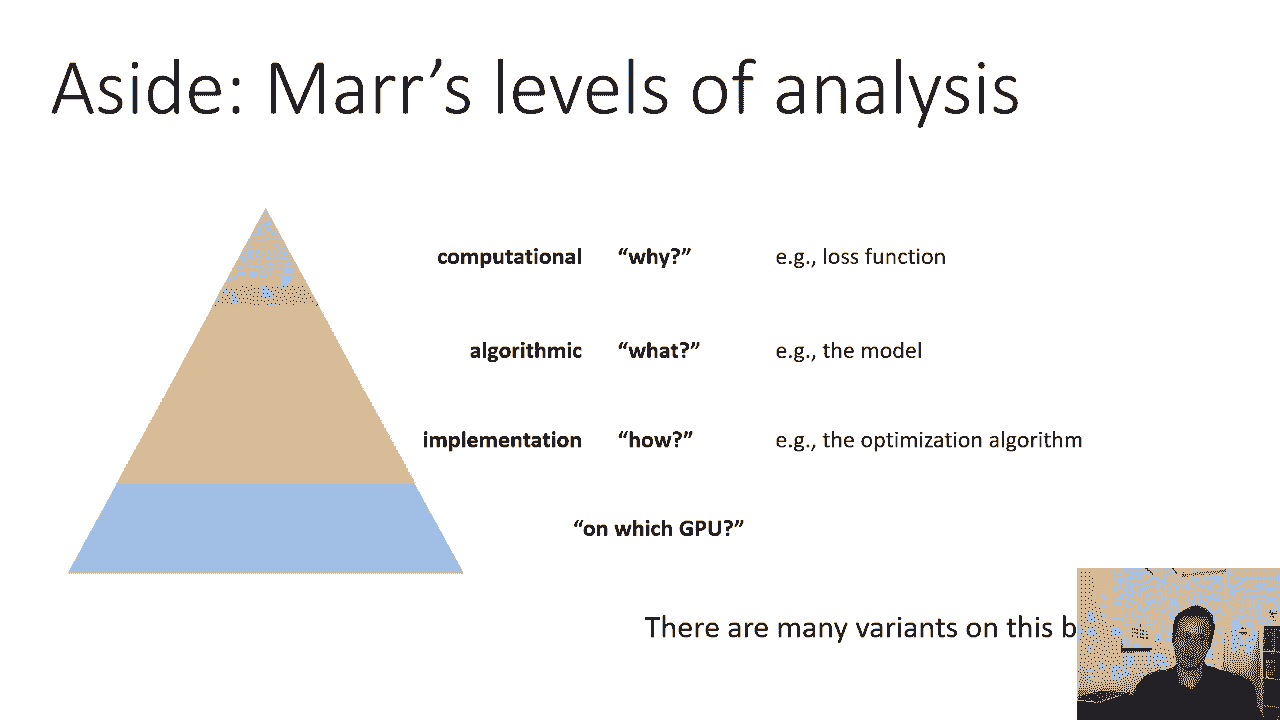 Aside: Marr’s levels of analysis
computational “why?” e.g., loss function
algorithmic “what?” e.g., the model
implementation “how?” e.g., the optimization algorithm
“on which GPU?”
There are many variants on this